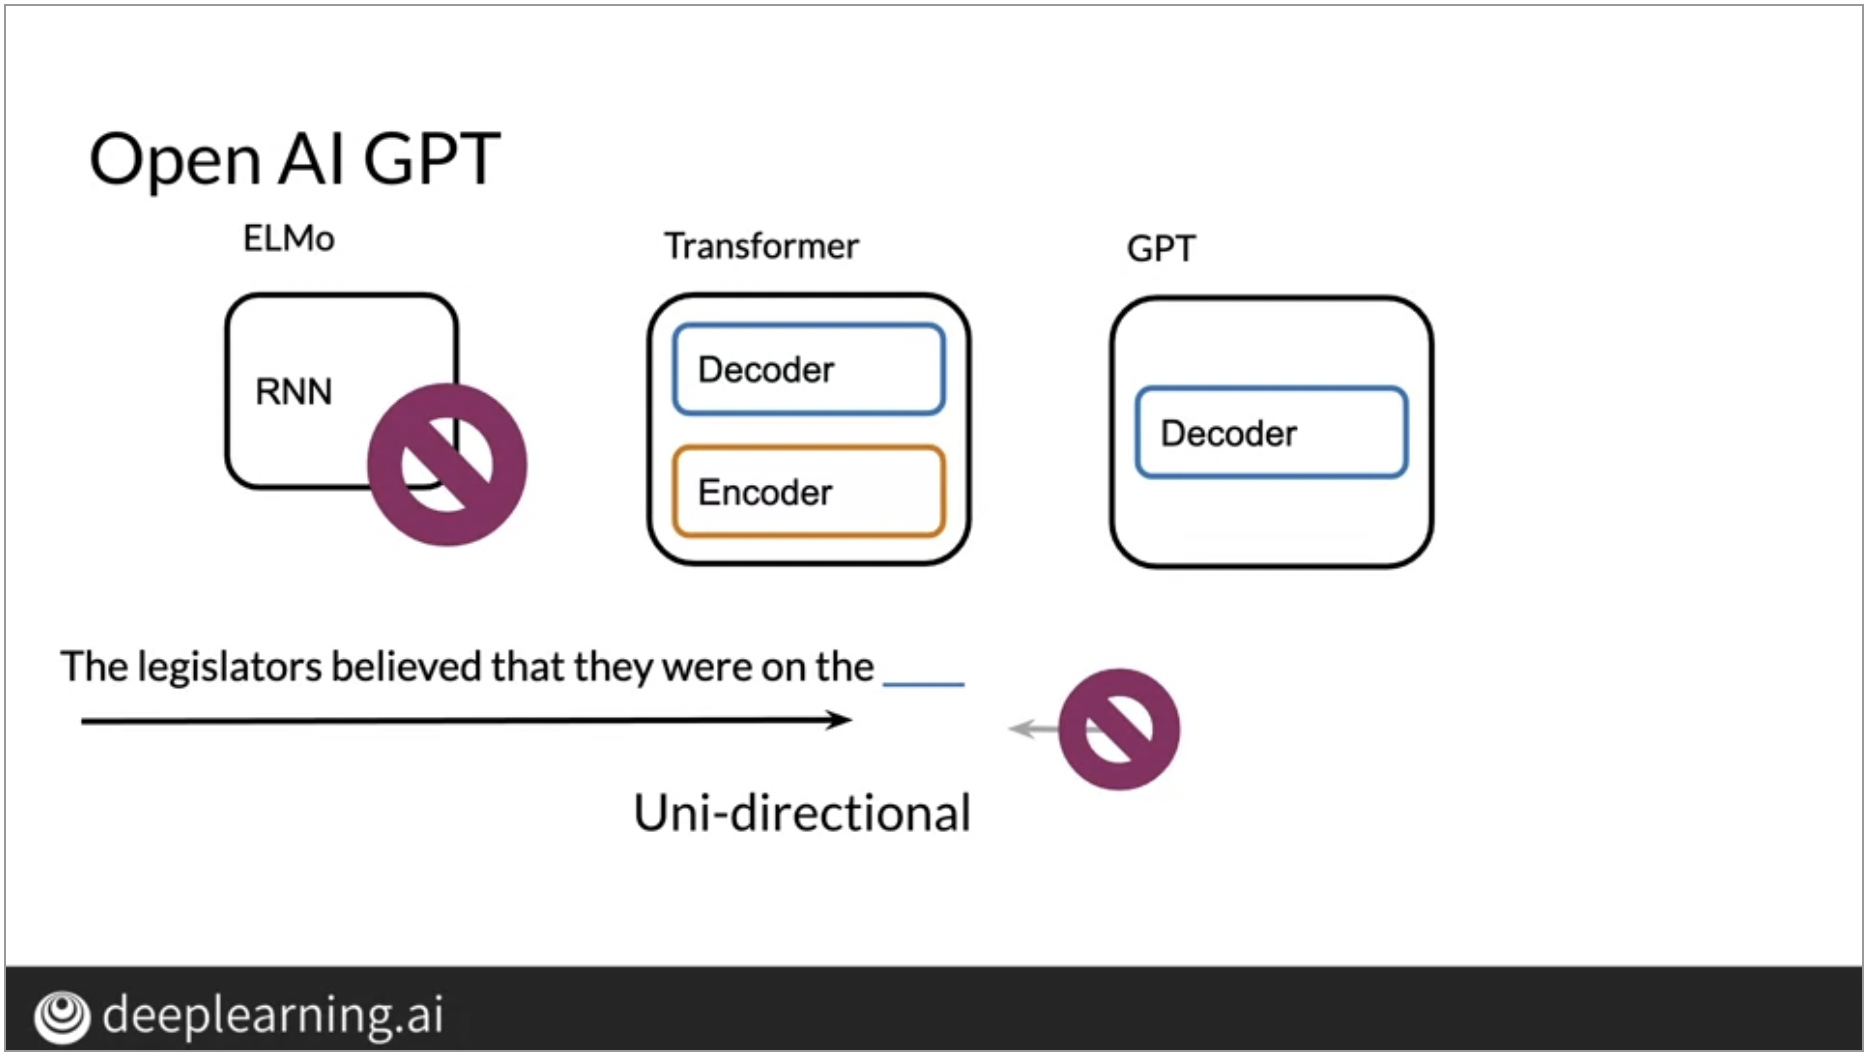 Open AI GPT
ELMo
Transformer
GPT
RNN
Decoder
Encoder
Decoder
The legislators believed that they were on the ____
Uni-directional
deeplearning.ai